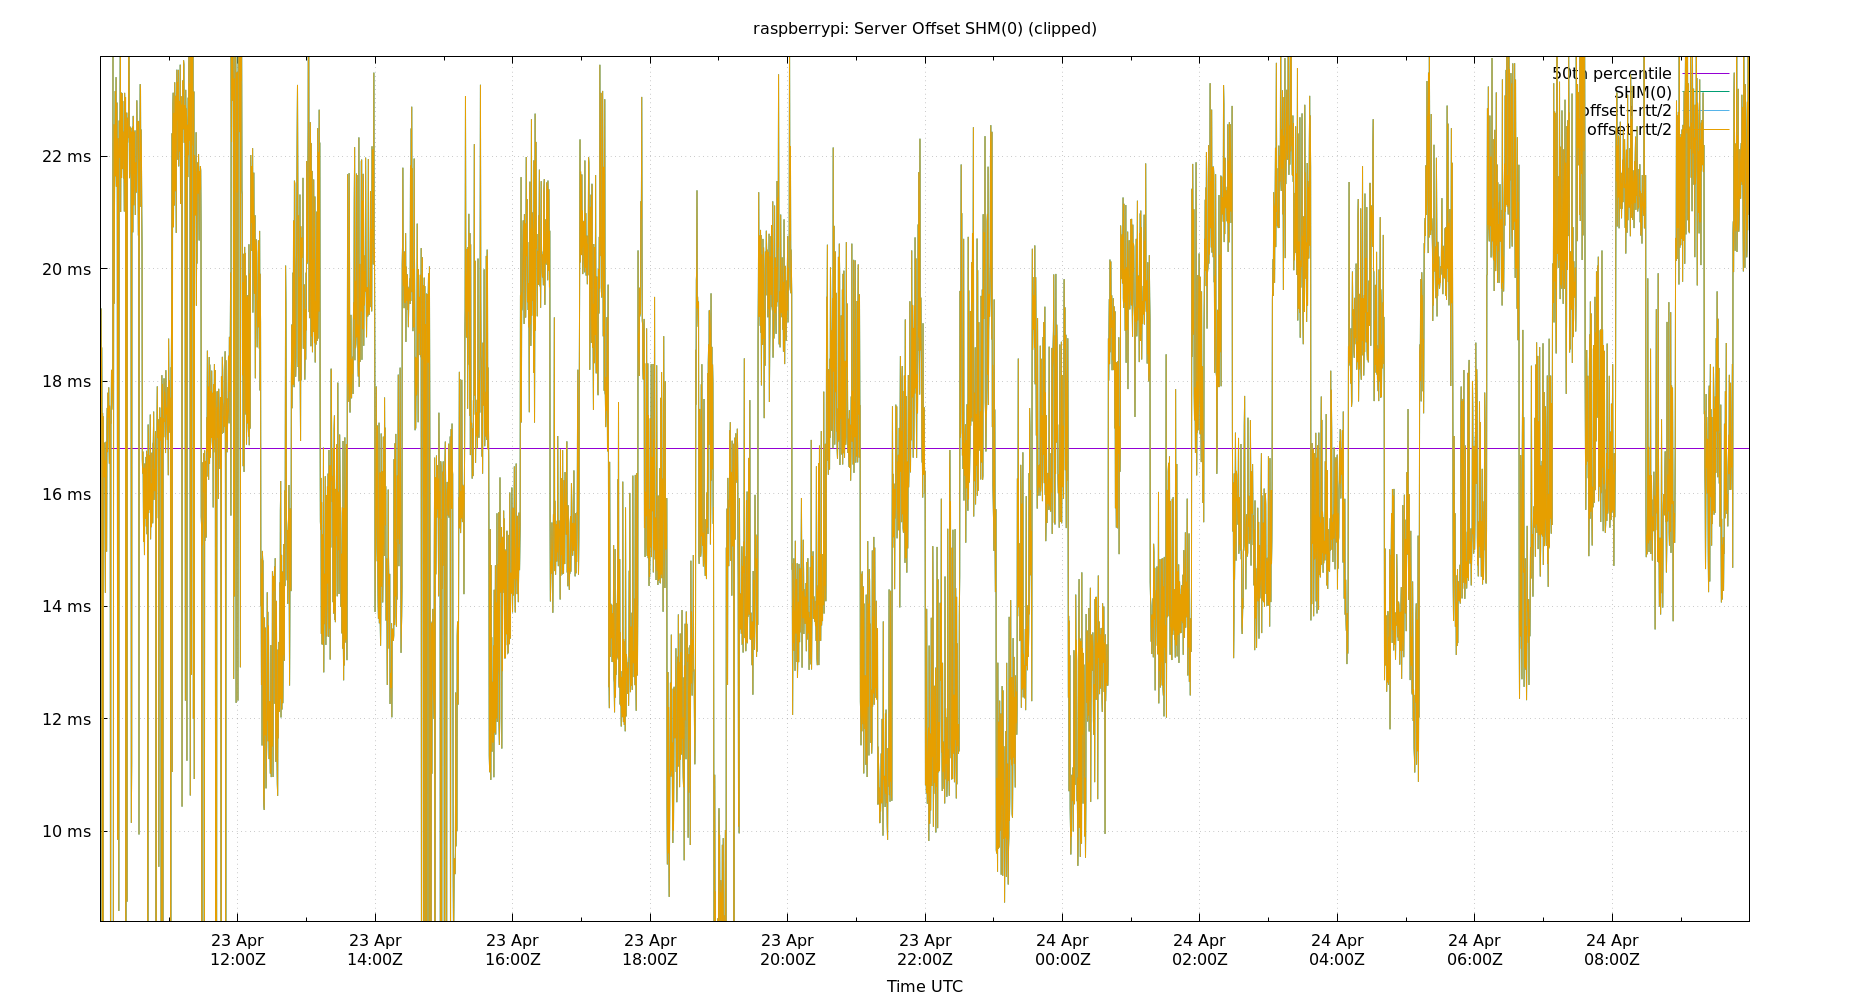 raspberrypi: Server Offset SHM(0) (clipped)
50th percentile
SHM(0)
offset+rtt/2
offset-rtt/2
22 ms
20 ms
18 ms
16 ms
14 ms
12 ms
10 ms
23 Apr 12:00Z
23 Apr 14:00Z
23 Apr 16:00Z
23 Apr 18:00Z
23 Apr 20:00Z
23 Apr 22:00Z
24 Apr 00:00Z
24 Apr 02:00Z
24 Apr 04:00Z
24 Apr 06:00Z
24 Apr 08:00Z
Time UTC